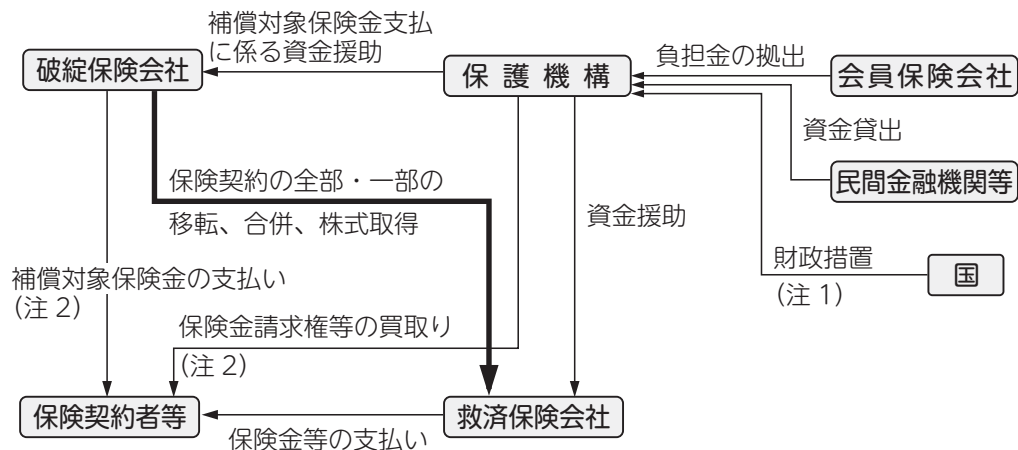 補償対象保険金支払
に係る資金援助
負担金の拠出
破綻保険会社
保護機構
会員保険会社
資金貸出
保険契約の全部・一部の
移転、合併、株式取得
民間金融機関等
資金援助
財政措置
(注 1)
国
補償対象保険金の支払い
(注 2)
保険金請求権等の買取り
(注 2)
保険契約者等
救済保険会社
保険金等の支払い